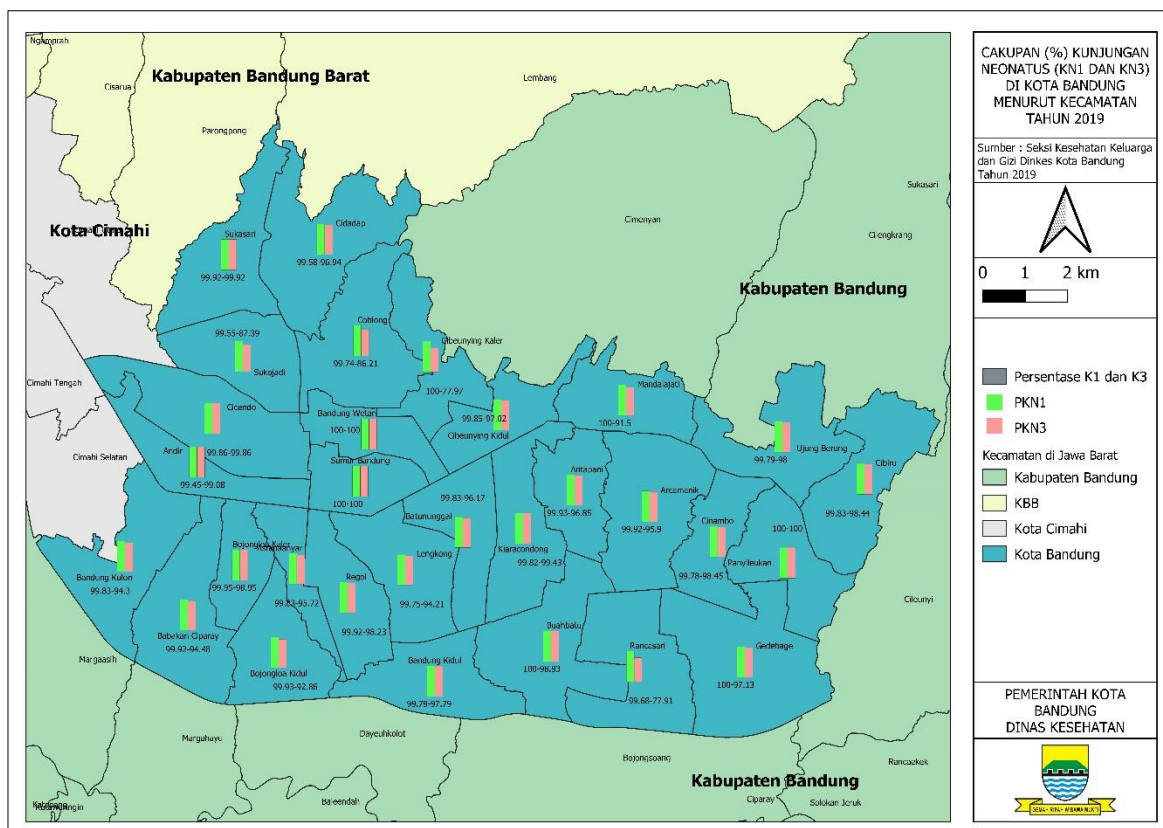 Ngamprah
Cisarua
Kabupaten Bandung Barat
Lembang
Parongpong
Kota Cimahi
Sukasari
99.92-99.92
Cidadap
99.58-96.94
Cimenyan
Sukasari
Cilengkrang
Kabupaten Bandung
99.55-87.39
Sukajadi
Coblong
99.74-86.21
Cibeunying Kaler
100-77.97
Cimahi Tengah
Cicendo
99.86-99.86
Bandung Wetan
100-100
99.85-97.02
Cibeunying Kidul
Mandalajati
100-91.5
Ujung Berung
99.79-98
Cimahi Selatan
Andir
99.45-99.08
Sumur Bandung
100-100
99.83-96.17
Batununggal
Antapani
99.93-96.85
Arcamanik
99.92-95.9
Cibiru
99.83-98.44
Cinambo
99.78-98.45
100-100
Panyileukan
Kiaracondong
99.82-99.43
Bandung Kulon
99.83-94.3
Bojongloa Kaler
99.95-98.95
99.83-95.72
Regol
99.92-98.23
Lengkong
99.75-94.21
Cileunyi
Babakan Ciparay
99.92-94.48
Bojongloa Kidul
99.93-92.86
Bandung Kidul
99.79-97.79
Buahbatu
100-98.93
Rancasari
99.68-77.91
Gedebage
100-97.13
Margaasih
Margahayu
Dayeuhkolot
Bojongsoang
Rancaekek
Kabupaten Bandung
Baleendah
Ciparay
Solokan Jeruk
CAKUPAN (%) KUNJUNGAN
NEONATUS (KN1 DAN KN3)
DI KOTA BANDUNG
MENURUT KECAMATAN
TAHUN 2019
Sumber : Seksi Kesehatan Keluarga
dan Gizi Dinkes Kota Bandung
Tahun 2019
0 1 2 km
Persentase K1 dan K3
PKN1
PKN3
Kecamatan di Jawa Barat
Kabupaten Bandung
KBB
Kota Cimahi
Kota Bandung
PEMERINTAH KOTA
BANDUNG
DINAS KESEHATAN
GEMAH RIPAH WIBAWA MUKTI